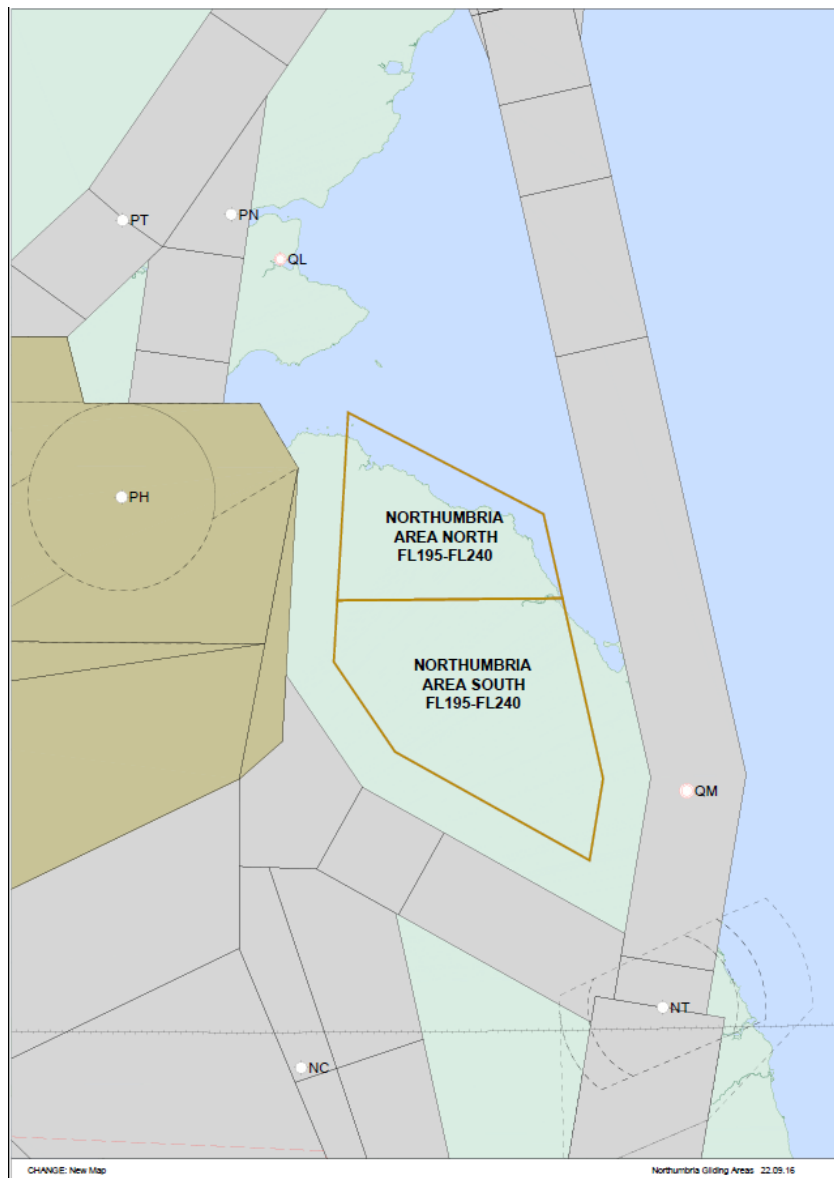 PT
PN
QL
PH
NORTHUMBRIA
AREA NORTH
FL195-FL240
NORTHUMBRIA
AREA SOUTH
FL195-FL240
QM
NT
NC
CHANGE: New Map
Northumbria Gliding Areas 22.09.16